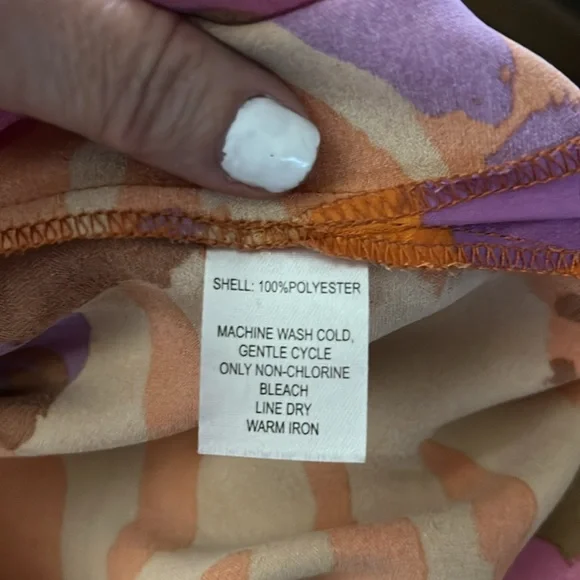 SHELL: 100%POLYESTER
MACHINE WASH COLD,
GENTLE CYCLE
ONLY NON-CHLORINE
BLEACH
LINE DRY
WARM IRON